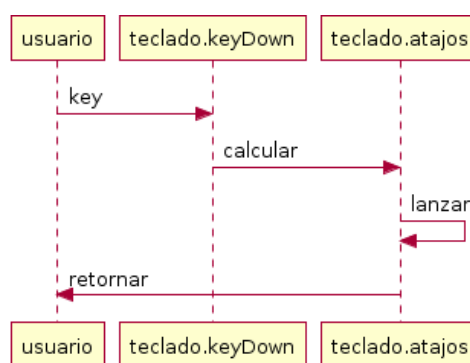 usuario teclado.keyDown teclado.atajos
key
calcular
lanzar
retornar
usuario teclado.keyDown teclado.atajos